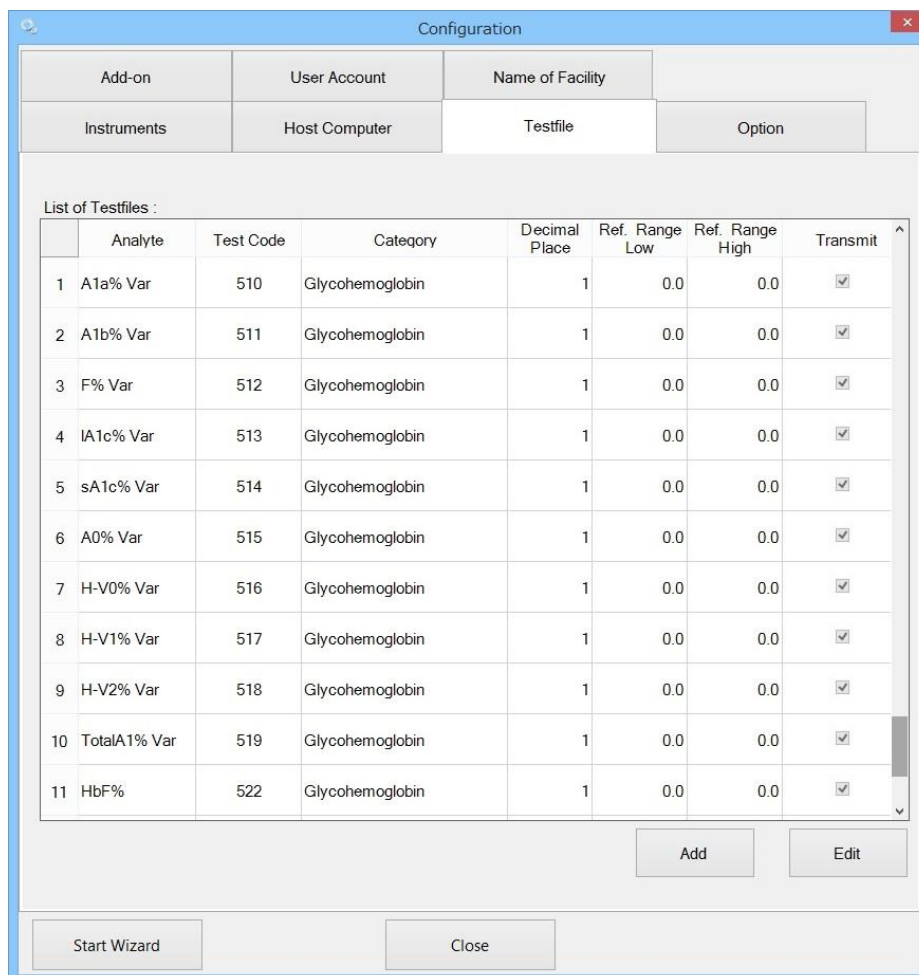 Configuration
Add-on User Account Name of Facility
Instruments Host Computer Testfile Option
List of Testfiles :
Analyte Test Code Category Decimal Place Ref. Range Low Ref. Range High Transmit
1 A1a% Var 510 Glycohemoglobin 1 0.0 0.0
2 A1b% Var 511 Glycohemoglobin 1 0.0 0.0
3 F% Var 512 Glycohemoglobin 1 0.0 0.0
4 lA1c% Var 513 Glycohemoglobin 1 0.0 0.0
5 sA1c% Var 514 Glycohemoglobin 1 0.0 0.0
6 A0% Var 515 Glycohemoglobin 1 0.0 0.0
7 H-V0% Var 516 Glycohemoglobin 1 0.0 0.0
8 H-V1% Var 517 Glycohemoglobin 1 0.0 0.0
9 H-V2% Var 518 Glycohemoglobin 1 0.0 0.0
10 TotalA1% Var 519 Glycohemoglobin 1 0.0 0.0
11 HbF% 522 Glycohemoglobin 1 0.0 0.0
Add Edit
Start Wizard Close